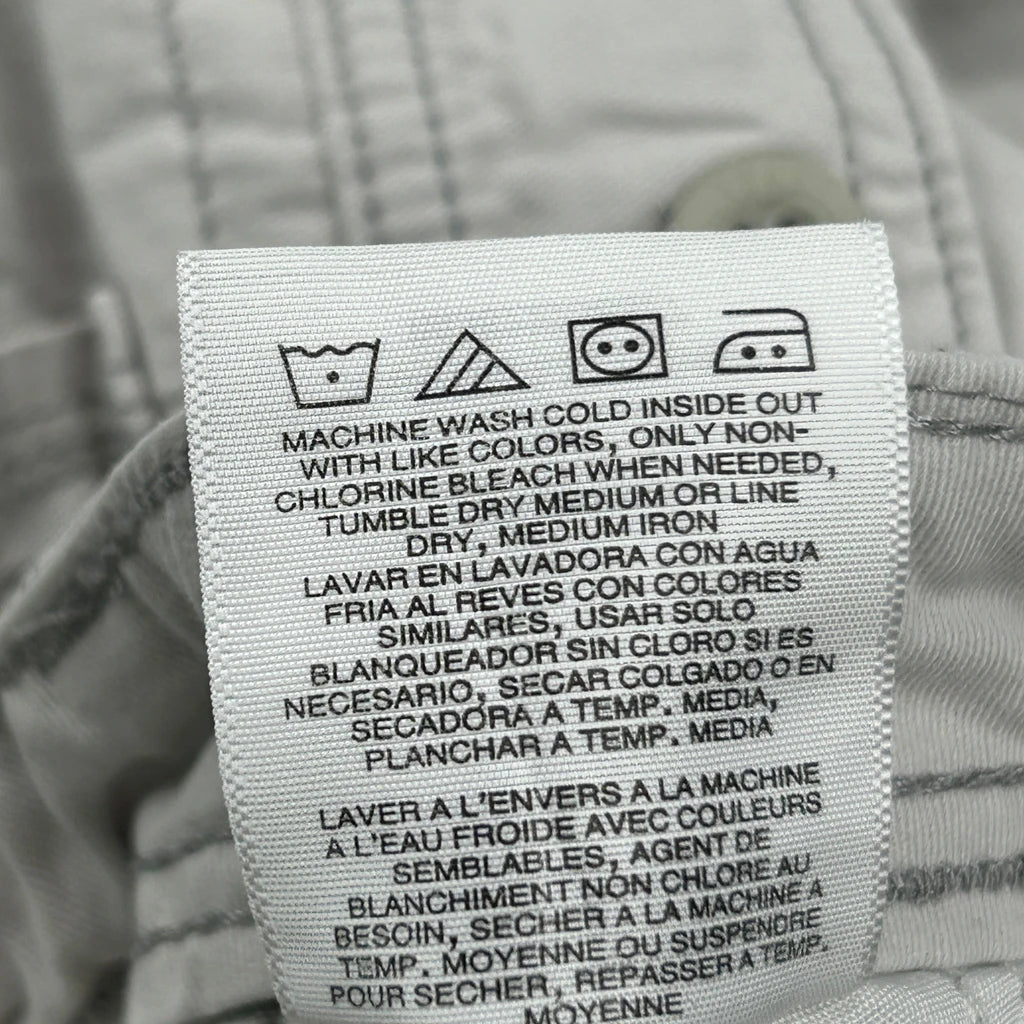 MACHINE WASH COLD INSIDE OUT
WITH LIKE COLORS, ONLY NON-
CHLORINE BLEACH WHEN NEEDED,
TUMBLE DRY MEDIUM OR LINE
DRY, MEDIUM IRON
LAVAR EN LAVADORA CON AGUA
FRIA AL REVES CON COLORES
SIMILARES, USAR SOLO
BLANQUEADOR SIN CLORO SI ES
NECESARIO, SECAR COLGADO O EN
SECADORA A TEMP. MEDIA,
PLANCHAR A TEMP. MEDIA
LAVER A L'ENVERS A LA MACHINE
A L'EAU FROIDE AVEC COULEURS
SEMBLABLES, AGENT DE
BLANCHIMENT NON CHLORE AU
BESOIN, SECHER A LA MACHINE A
TEMP. MOYENNE OU SUSPENDRE
POUR SECHER, REPASSER A TEMP.
MOYENNE